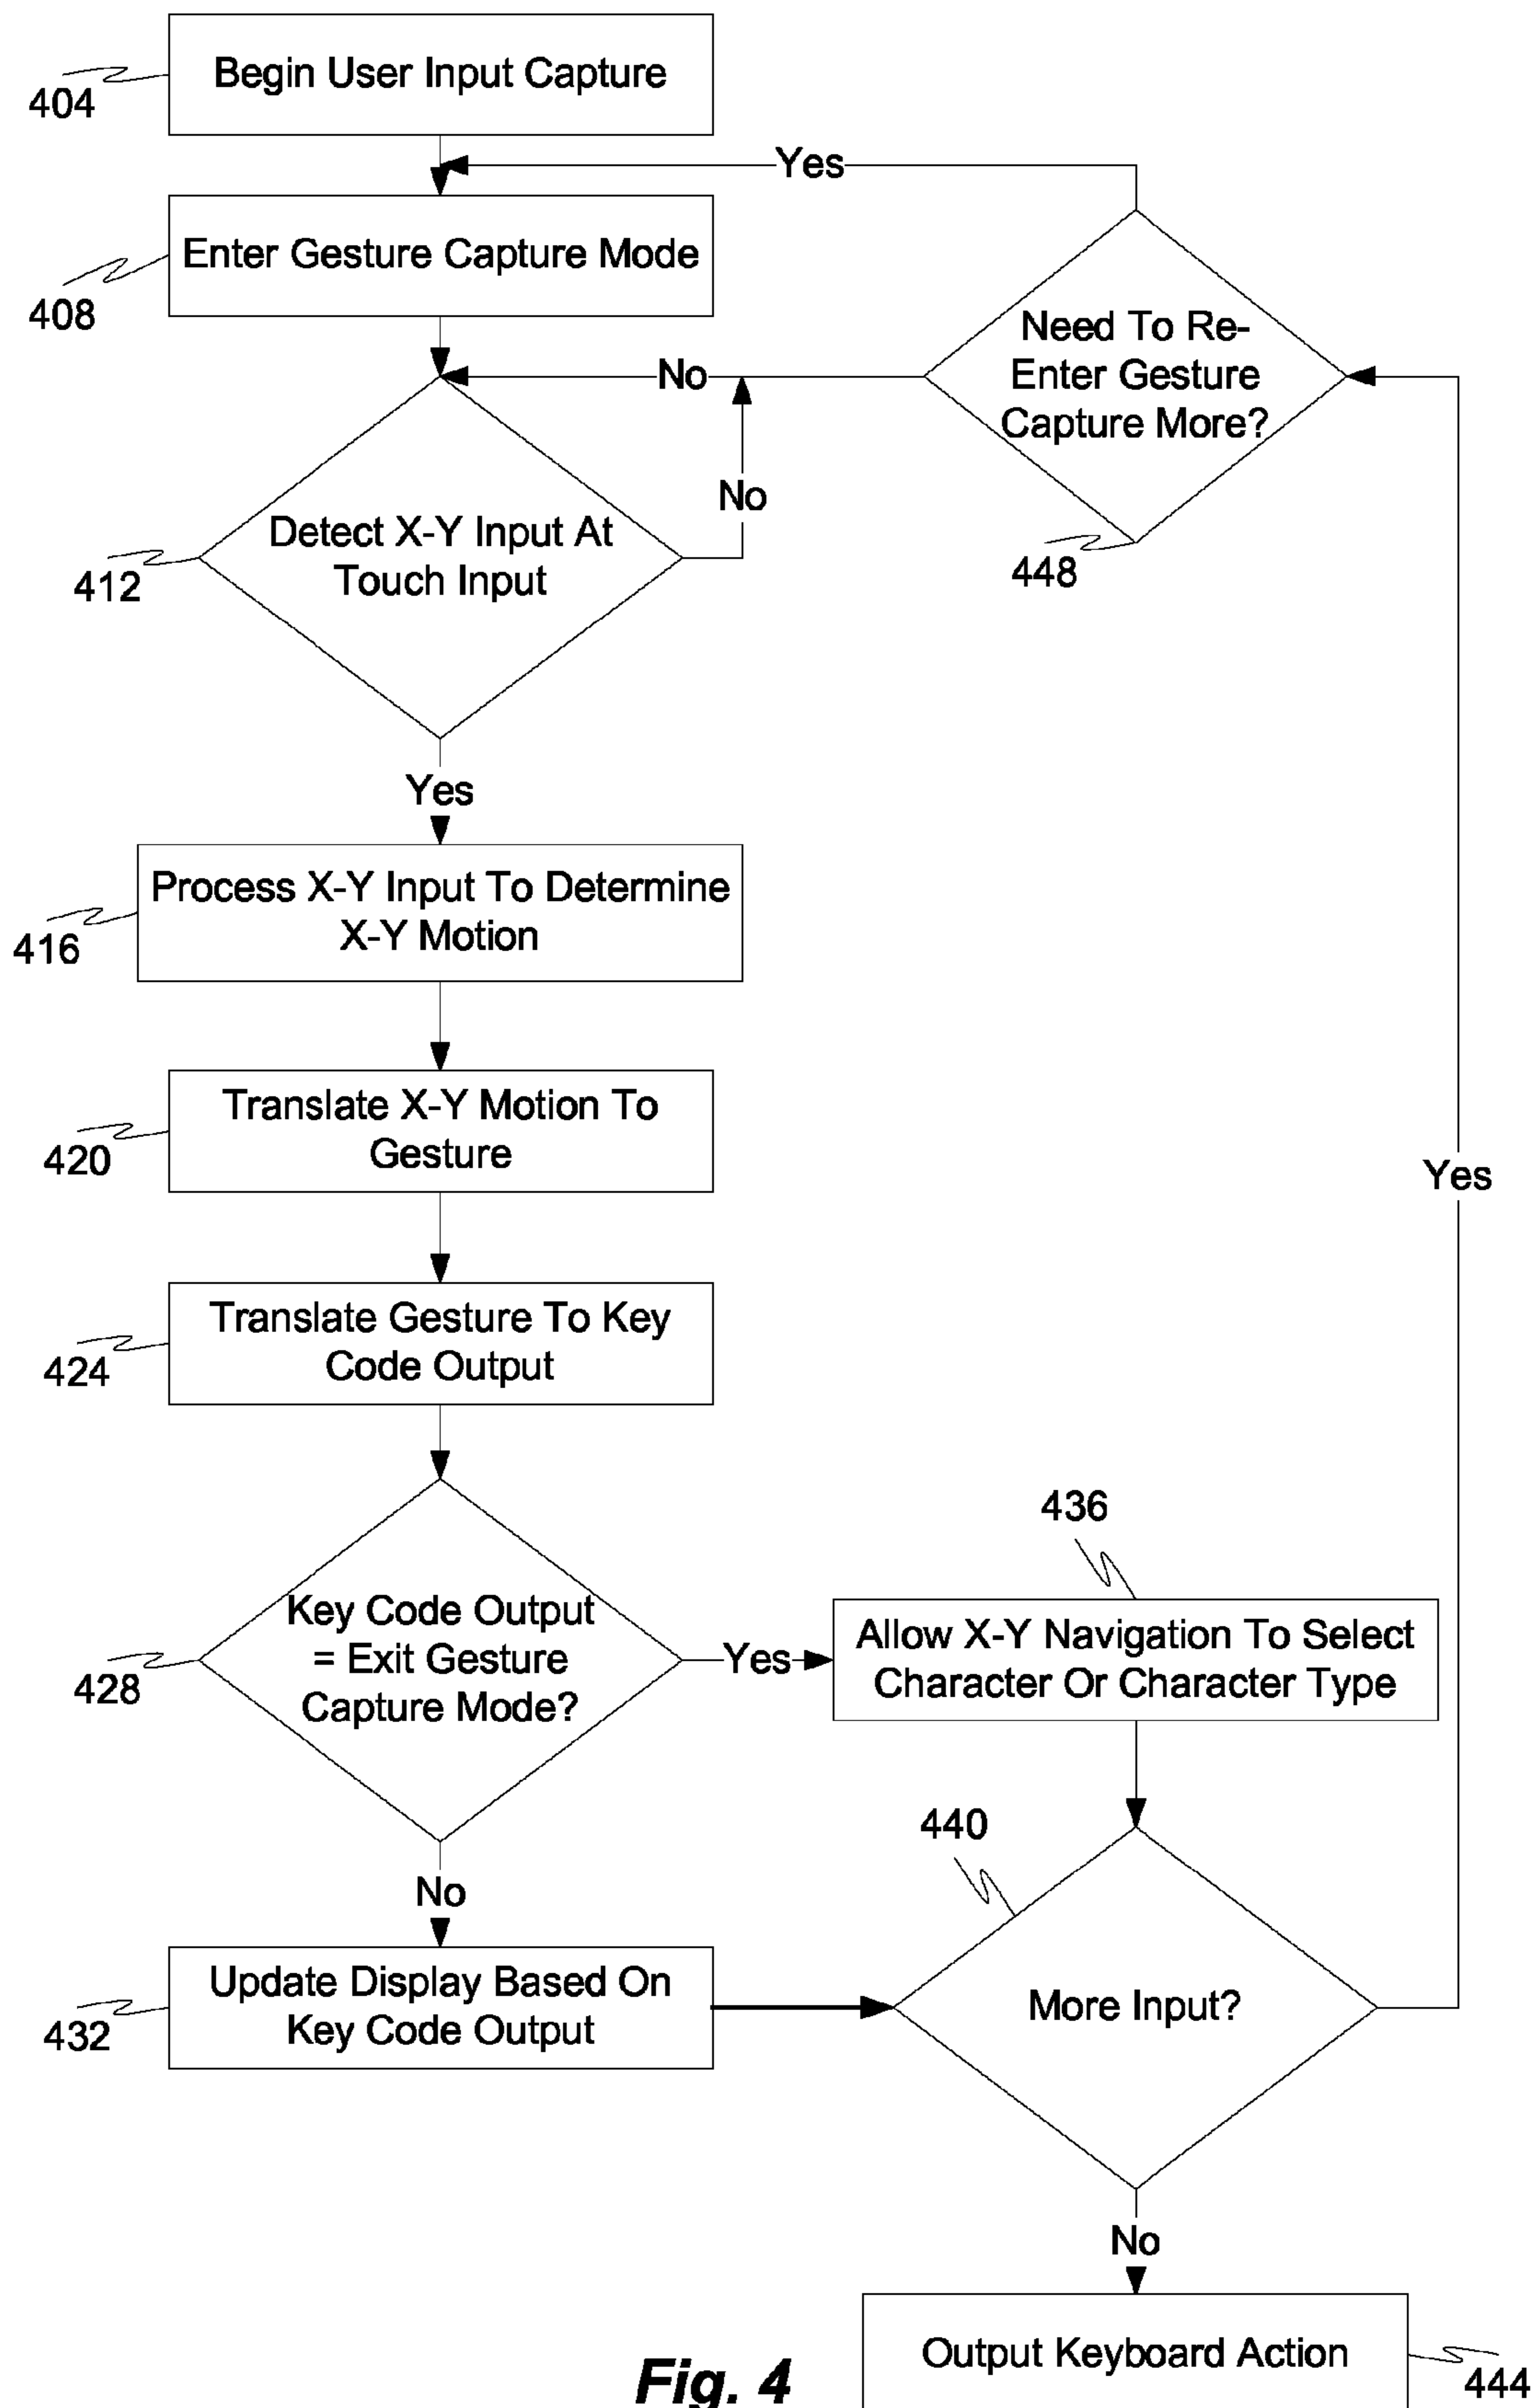 Begin User Input Capture
404
Yes
Enter Gesture Capture Mode
408
Need To Re-
Enter Gesture
Capture More?
No
No
448
Detect X-Y Input At
Touch Input
412
Yes
Process X-Y Input To Determine
X-Y Motion
416
Translate X-Y Motion To
Gesture
420
Yes
Translate Gesture To Key
Code Output
424
436
Key Code Output
= Exit Gesture
Capture Mode?
428
Yes
Allow X-Y Navigation To Select
Character Or Character Type
440
No
Update Display Based On
Key Code Output
432
More Input?
No
Output Keyboard Action
444
Fig. 4